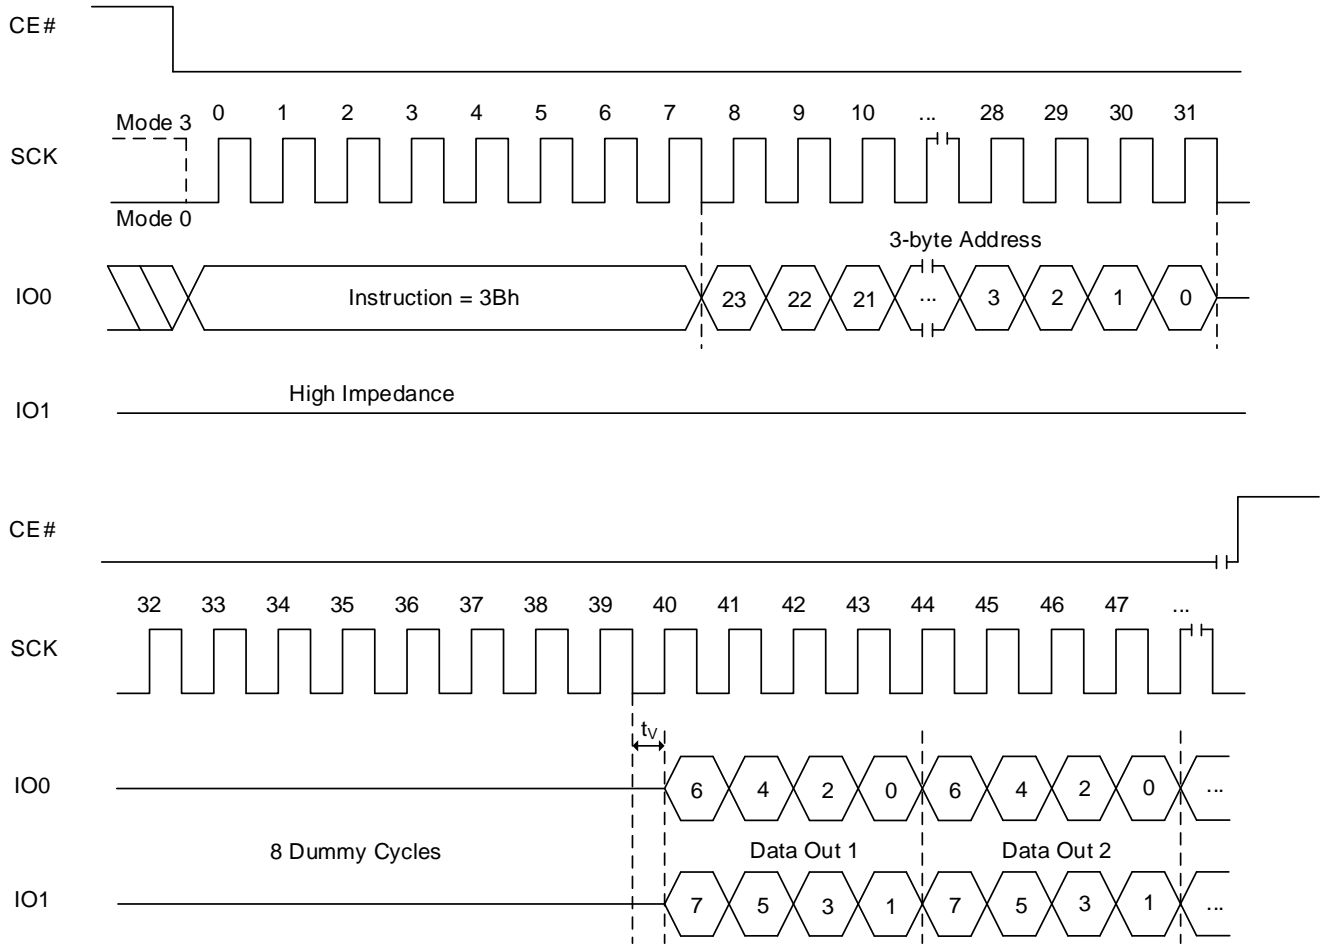 CE#
Mode 3
0 1 2 3 4 5 6 7 8 9 10 ... 28 29 30 31
SCK
Mode 0
3-byte Address
IO0
Instruction = 3Bh
23 22 21 ... 3 2 1 0
High Impedance
IO1
CE#
32 33 34 35 36 37 38 39 40 41 42 43 44 45 46 47 ...
SCK
tV
IO0
6 4 2 0 6 4 2 0 ...
8 Dummy Cycles
Data Out 1
Data Out 2
IO1
7 5 3 1 7 5 3 1 ...